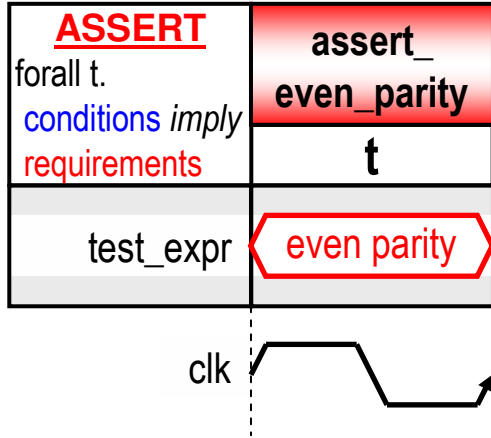 ASSERT
forall t.
conditions imply
requirements
assert_
even_parity
t
test_expr
even parity
clk